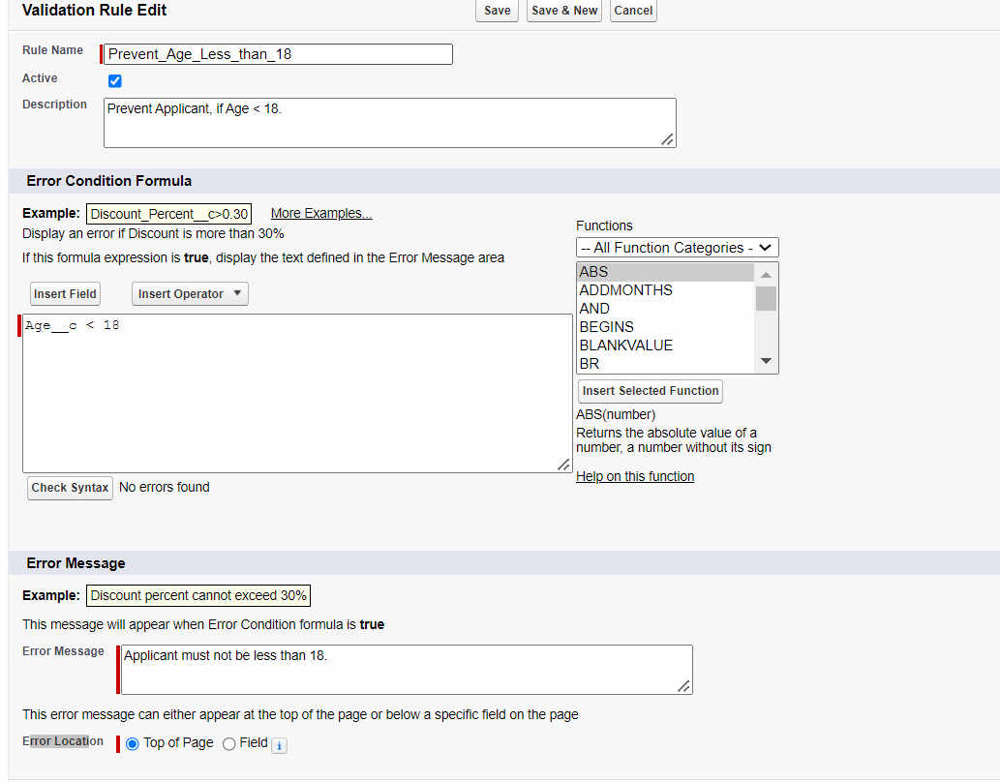 Validation Rule Edit
Save
Save & New
Cancel
Rule Name
Prevent_Age_Less_than_18
Active
Description
Prevent Applicant, if Age < 18.
Error Condition Formula
Example: Discount_Percent__c>0.30 More Examples...
Display an error if Discount is more than 30%
If this formula expression is true, display the text defined in the Error Message area
Insert Field
Insert Operator
Age__c < 18
Check Syntax No errors found
Functions
-- All Function Categories -
ABS
ADDMONTHS
AND
BEGINS
BLANKVALUE
BR
Insert Selected Function
ABS(number)
Returns the absolute value of a
number, a number without its sign
Help on this function
Error Message
Example: Discount percent cannot exceed 30%
This message will appear when Error Condition formula is true
Error Message
Applicant must not be less than 18.
This error message can either appear at the top of the page or below a specific field on the page
Error Location
Top of Page
Field
i